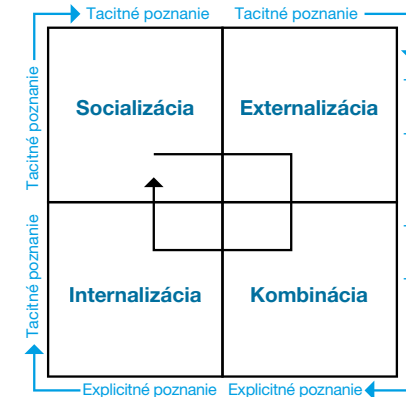 Tacitné poznanie Tacitné poznanie
Tacitné poznanie
Socializácia Externalizácia
Tacitné poznanie
Internalizácia Kombinácia
Explicitné poznanie Explicitné poznanie